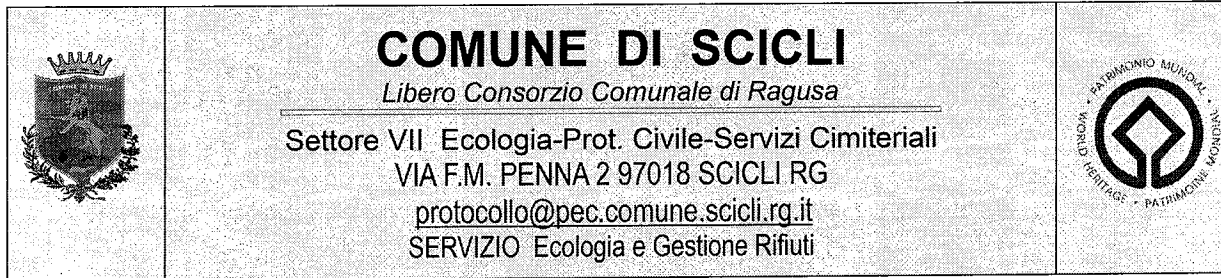 COMUNE DI SCICLI
Libero Consorzio Comunale di Ragusa
Settore VII Ecologia-Prot. Civile-Servizi Cimiteriali
VIA F.M. PENNA 2 97018 SCICLI RG
protocollo@pec.comune.scicli.rg.it
SERVIZIO Ecologia e Gestione Rifiuti
PATRIMONIO MUNDIAL • WORLD HERITAGE • PATRIMOINE MONDIAL